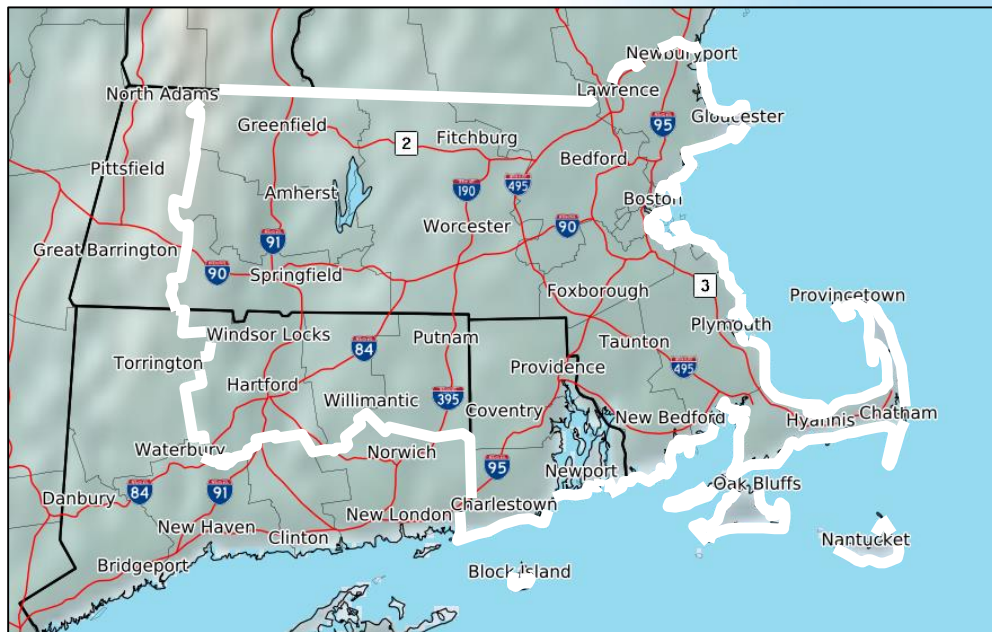 Newburyport
Lawrence
North Adams
Gloucester
Greenfield
95
2
Fitchburg
Bedford
Pittsfield
190
495
Amherst
Boston
Worcester
90
91
Great Barrington
90
Springfield
3
Foxborough
Provincetown
Plymouth
Windsor Locks
Putnam
84
Taunton
Torrington
Providence
495
Hartford
395
Willimantic
Coventry
New Bedford
Hyannis
Chatham
Waterbury
Norwich
95
Newport
Oak Bluffs
84
91
Danbury
Charlestown
New London
New Haven
Clinton
Nantucket
Bridgeport
Block Island